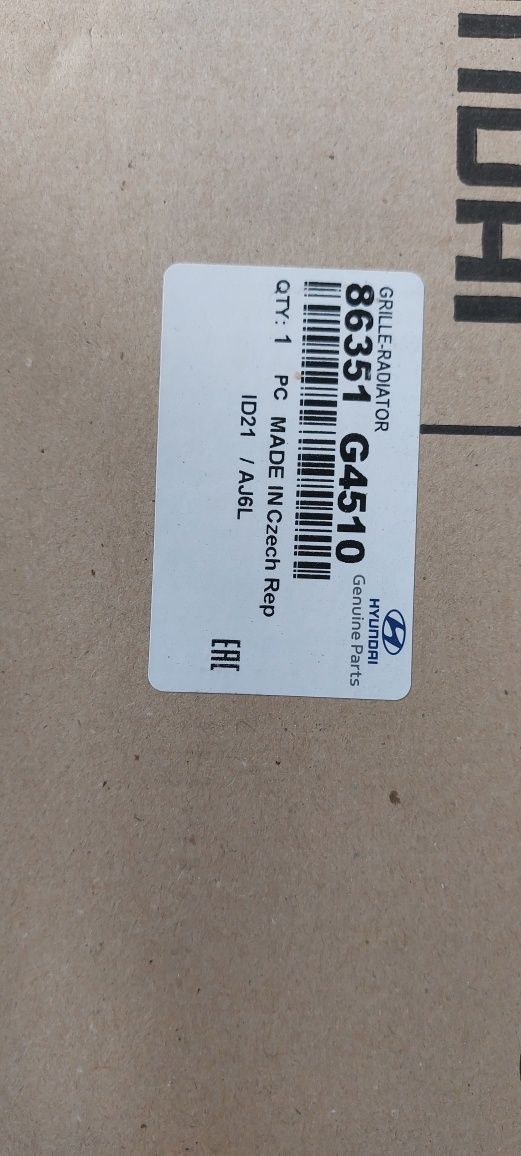 GRILLE-RADIATOR
86351 G4510
HYUNDAI
Genuine Parts
QTY: 1 PC MADE IN Czech Rep
ID21 / AJ6L
EAC